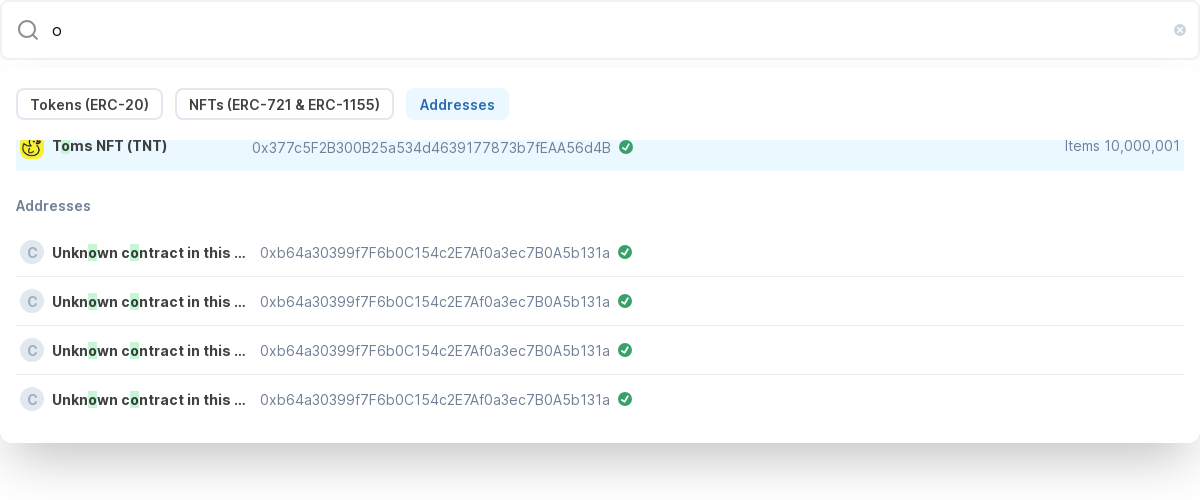 o
Tokens (ERC-20) NFTs (ERC-721 & ERC-1155) Addresses
Toms NFT (TNT) 0x377c5F2B300B25a534d4639177873b7fEAA56d4B Items 10,000,001
Addresses
C Unknown contract in this ... 0xb64a30399f7F6b0C154c2E7Af0a3ec7B0A5b131a
C Unknown contract in this ... 0xb64a30399f7F6b0C154c2E7Af0a3ec7B0A5b131a
C Unknown contract in this ... 0xb64a30399f7F6b0C154c2E7Af0a3ec7B0A5b131a
C Unknown contract in this ... 0xb64a30399f7F6b0C154c2E7Af0a3ec7B0A5b131a